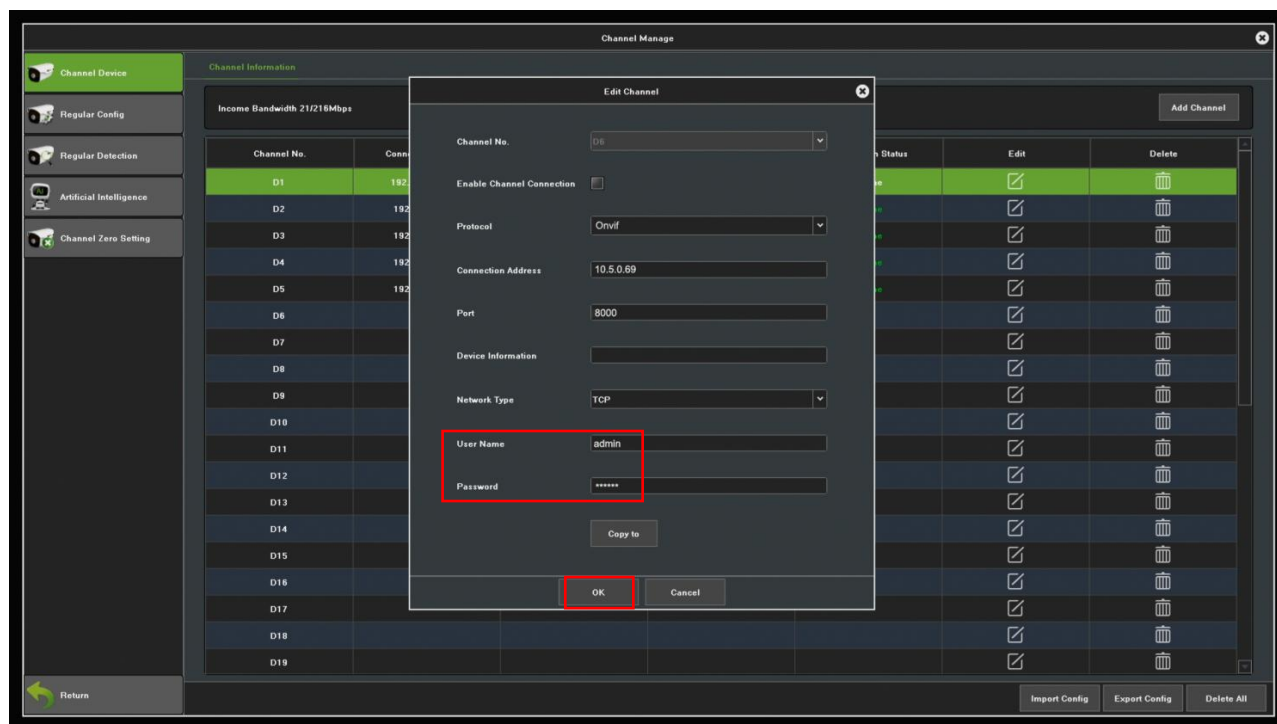 Channel Manage
Channel Device
Regular Config
Regular Detection
Artificial Intelligence
Channel Zero Setting
Return
Channel Information
Income Bandwidth 21/216Mbps
Add Channel
Channel No. Edit Delete
D1 192.
D2 192
D3 192
D4 192
D5 192
D6
D7
D8
D9
D10
D11
D12
D13
D14
D15
D16
D17
D18
D19
Edit Channel
Channel No. D6
Enable Channel Connection
Protocol Onvif
Connection Address 10.5.0.69
Port 8000
Device Information
Network Type TCP
User Name admin
Password ******
Copy to
OK Cancel
Import Config Export Config Delete All